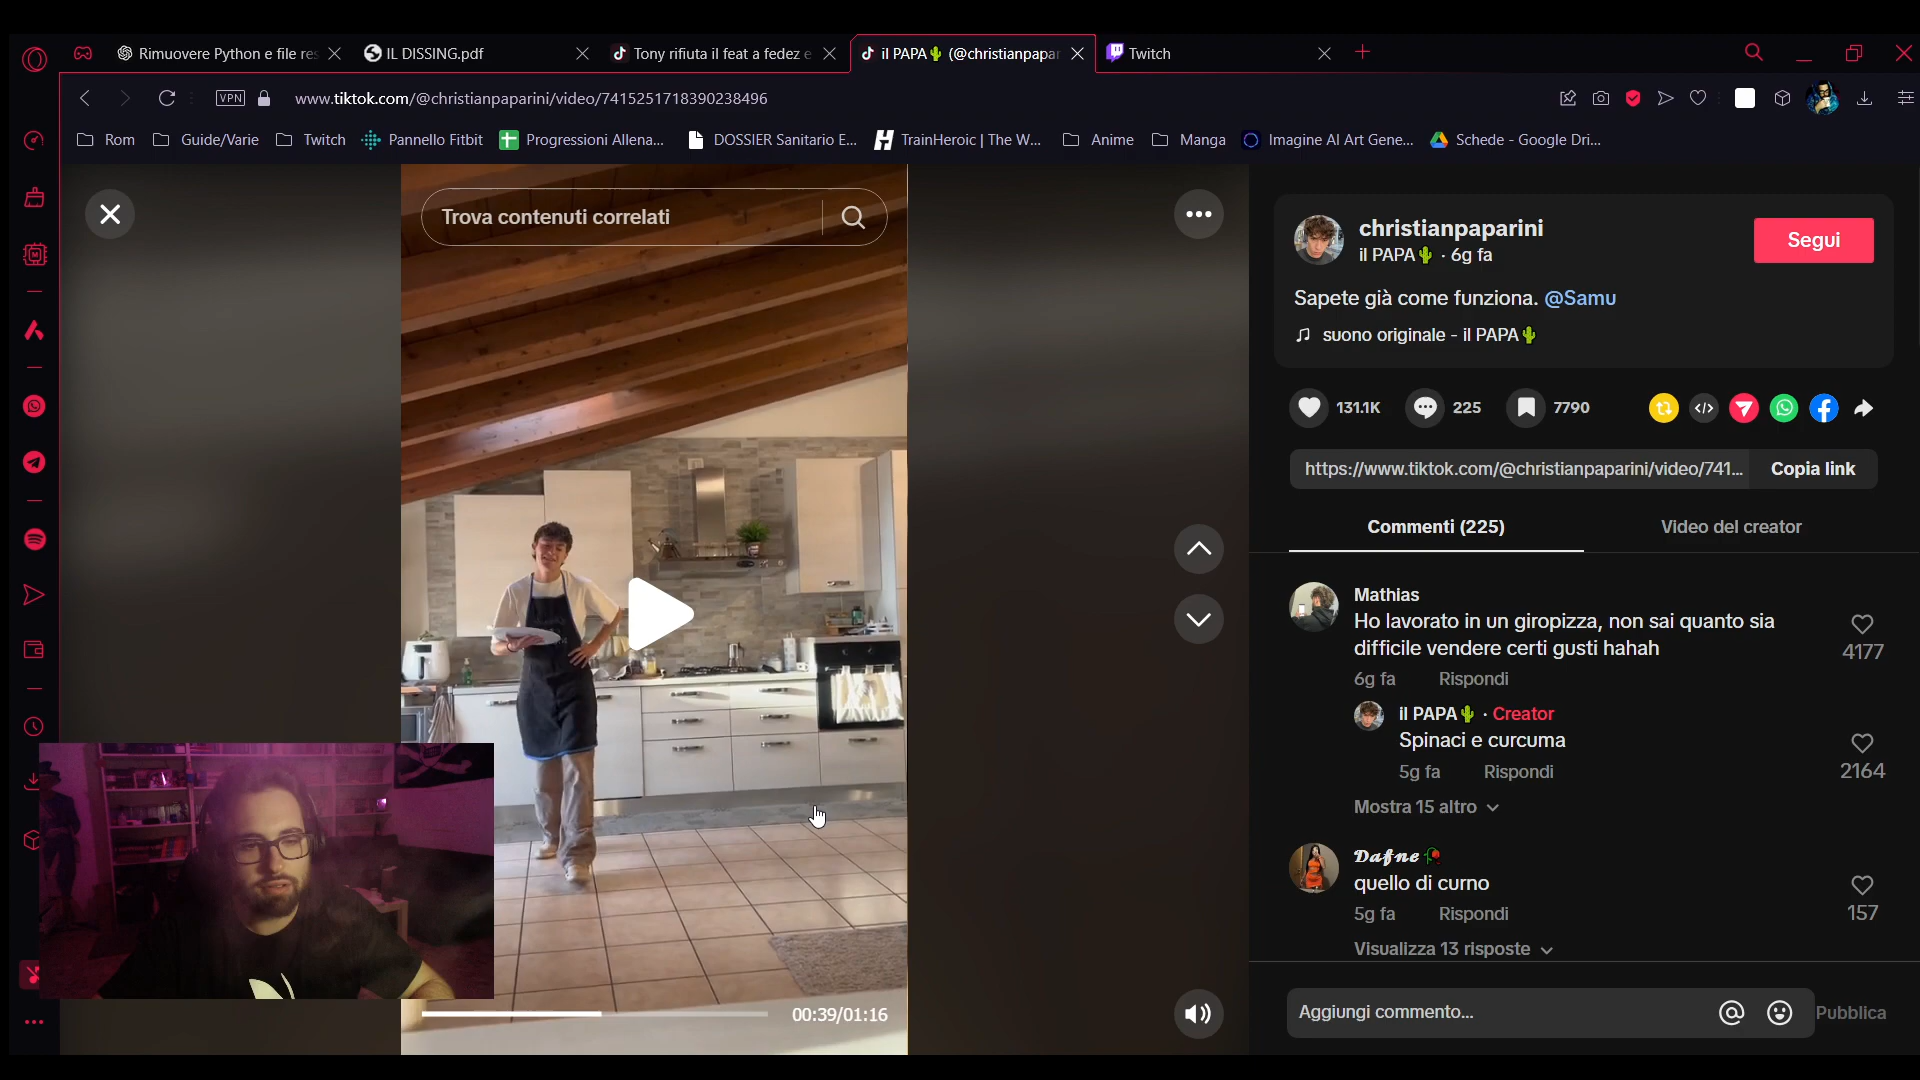 Rimuovere Python e file res
IL DISSING.pdf
Tony rifiuta il feat a fedez e
il PAPA🌵 (@christianpapar
Twitch
VPN
www.tiktok.com/@christianpaparini/video/7415251718390238496
Rom
Guide/Varie
Twitch
Pannello Fitbit
Progressioni Allena...
DOSSIER Sanitario E...
TrainHeroic | The W...
Anime
Manga
Imagine AI Art Gene...
Schede - Google Dri...
Trova contenuti correlati
00:39/01:16
christianpaparini
il PAPA🌵 · 6g fa
Segui
Sapete già come funziona. @Samu
suono originale - il PAPA🌵
131.1K
225
7790
https://www.tiktok.com/@christianpaparini/video/741...
Copia link
Commenti (225)
Video del creator
Mathias
Ho lavorato in un giropizza, non sai quanto sia
difficile vendere certi gusti hahah
4177
6g fa
Rispondi
il PAPA🌵 · Creator
Spinaci e curcuma
2164
5g fa
Rispondi
Mostra 15 altro
𝓓𝓪𝓯𝓷𝓮🥀
quello di curno
157
5g fa
Rispondi
Visualizza 13 risposte
Aggiungi commento...
Pubblica